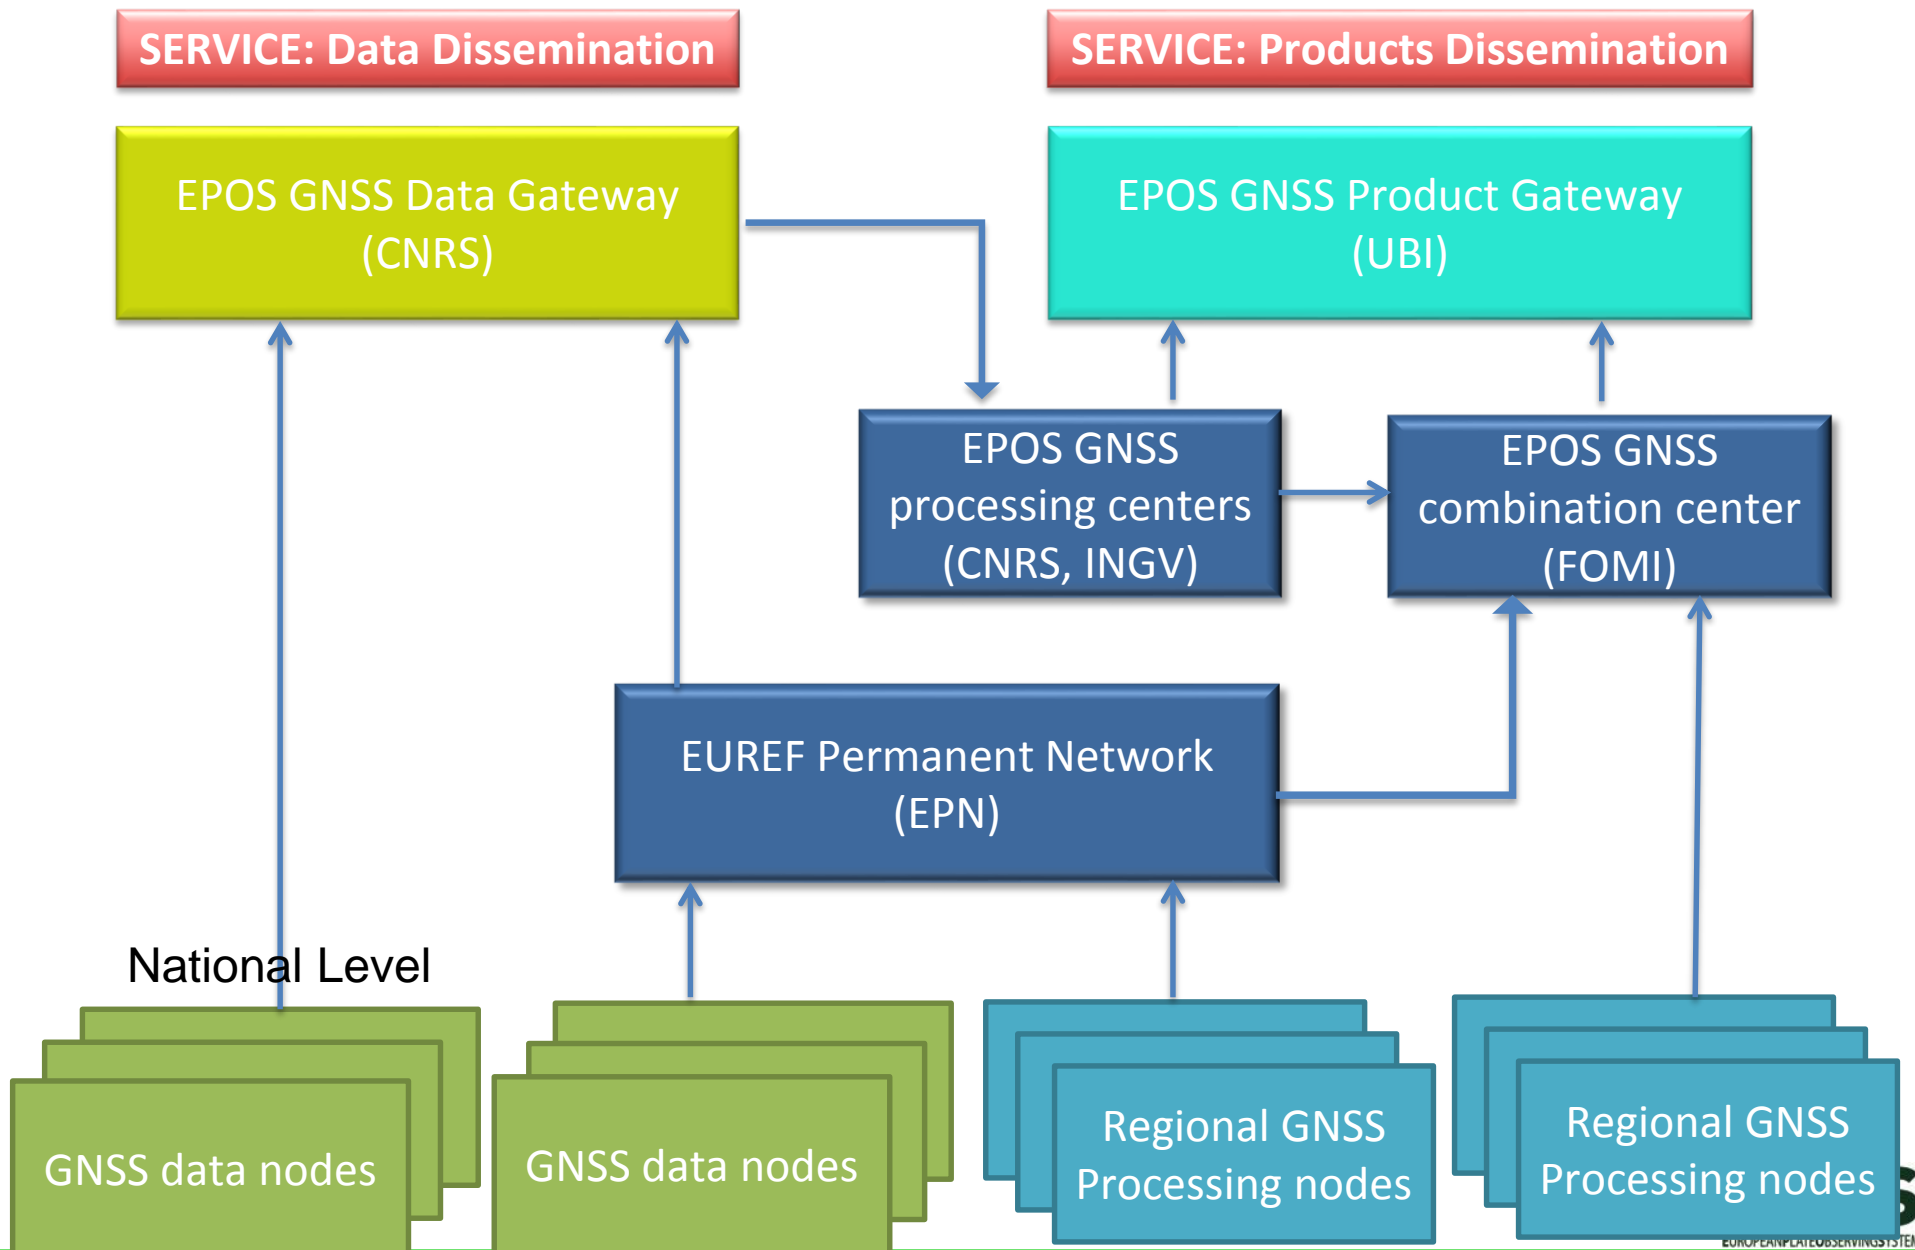 SERVICE: Data Dissemination
SERVICE: Products Dissemination
EPOS GNSS Data Gateway
(CNRS)
EPOS GNSS Product Gateway
(UBI)
EPOS GNSS
processing centers
(CNRS, INGV)
EPOS GNSS
combination center
(FOMI)
EUREF Permanent Network
(EPN)
National Level
GNSS data nodes
GNSS data nodes
Regional GNSS
Processing nodes
Regional GNSS
Processing nodes
S
EUROPEANPLATEOBSERVINGSYSTEM